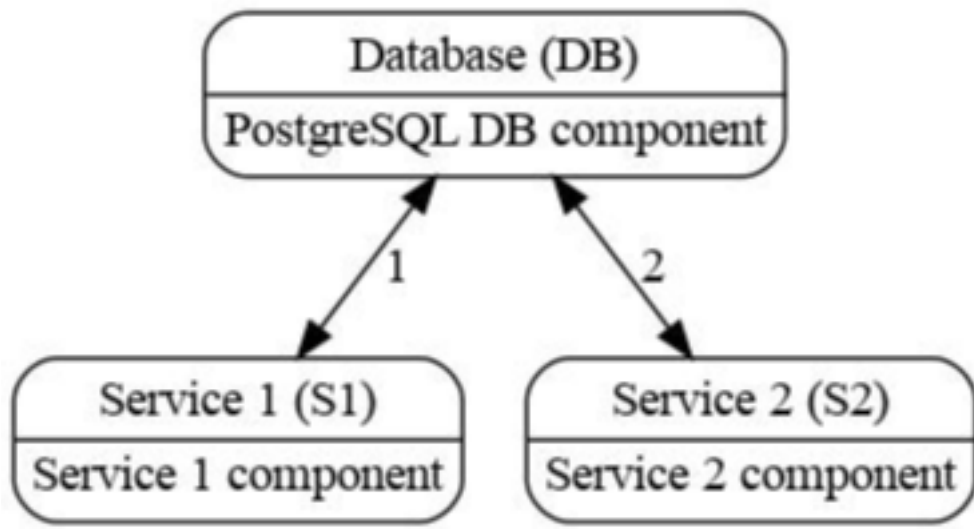 Database (DB)
PostgreSQL DB component
1
2
Service 1 (S1)
Service 1 component
Service 2 (S2)
Service 2 component